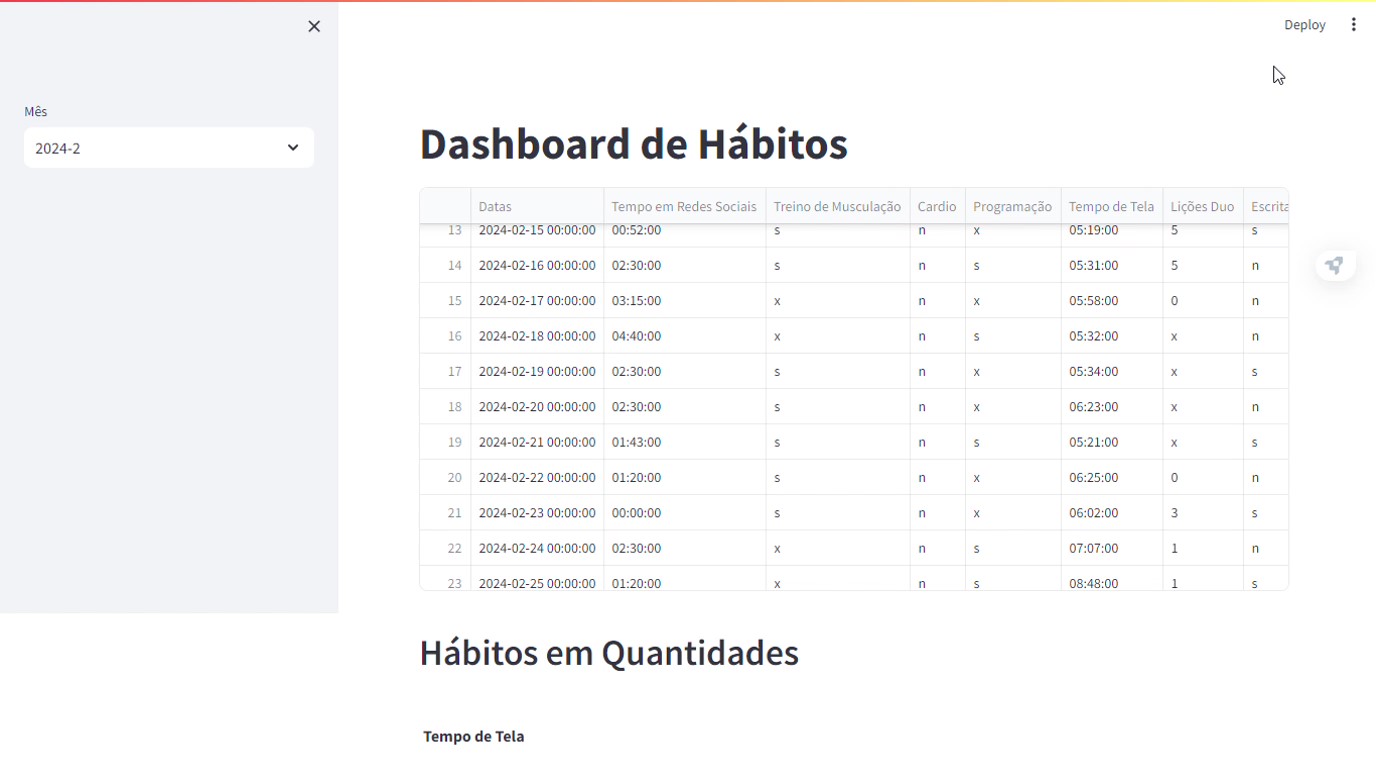 Deploy
Mês
2024-2
Dashboard de Hábitos
Datas Tempo em Redes Sociais Treino de Musculação Cardio Programação Tempo de Tela Lições Duo Escrita
13 2024-02-15 00:00:00 00:52:00 s n x 05:19:00 5 s
14 2024-02-16 00:00:00 02:30:00 s n s 05:31:00 5 n
15 2024-02-17 00:00:00 03:15:00 x n x 05:58:00 0 n
16 2024-02-18 00:00:00 04:40:00 x n s 05:32:00 x n
17 2024-02-19 00:00:00 02:30:00 s n x 05:34:00 x s
18 2024-02-20 00:00:00 02:30:00 s n x 06:23:00 x n
19 2024-02-21 00:00:00 01:43:00 s n s 05:21:00 x s
20 2024-02-22 00:00:00 01:20:00 s n x 06:25:00 0 n
21 2024-02-23 00:00:00 00:00:00 s n x 06:02:00 3 s
22 2024-02-24 00:00:00 02:30:00 x n s 07:07:00 1 n
23 2024-02-25 00:00:00 01:20:00 x n s 08:48:00 1 s
Hábitos em Quantidades
Tempo de Tela